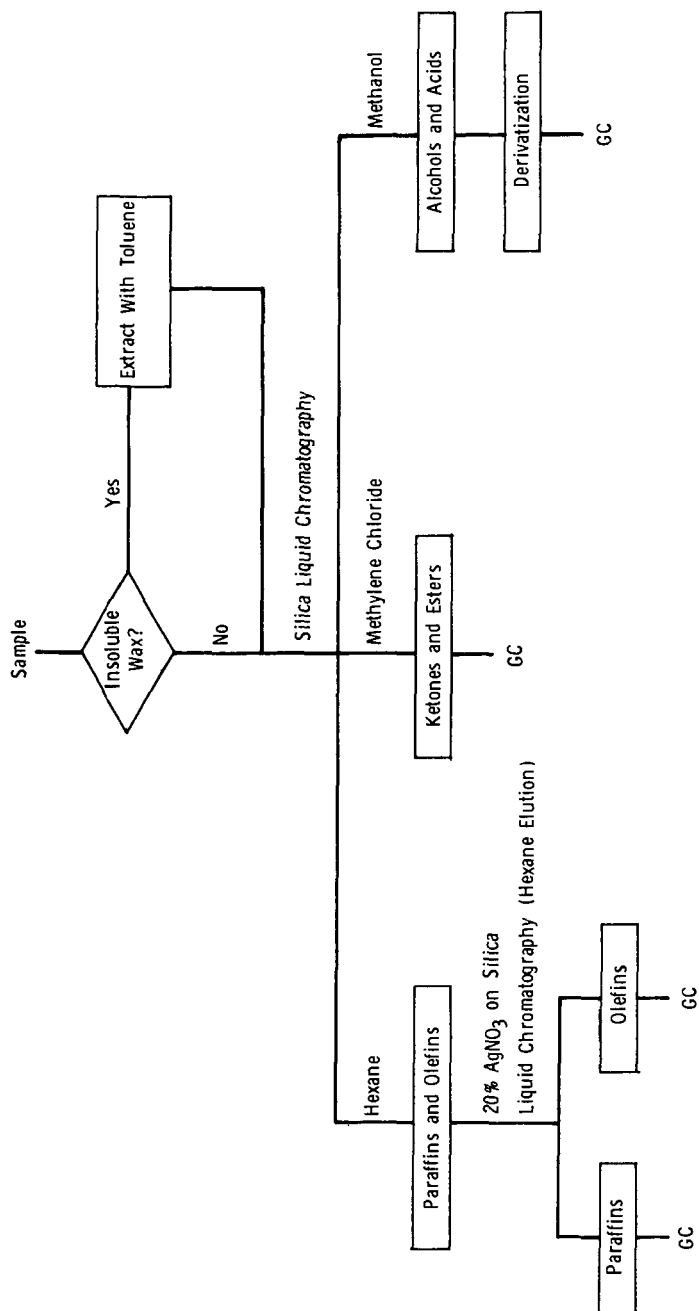 Sample
Insoluble
Wax?
Yes
Extract With Toluene
No
Silica Liquid Chromatography
Hexane
Methylene Chloride
Methanol
Paraffins and Olefins
Ketones and Esters
Alcohols and Acids
20% AgNO3 on Silica
Liquid Chromatography (Hexane Elution)
GC
Derivatization
GC
Paraffins
Olefins
GC
GC